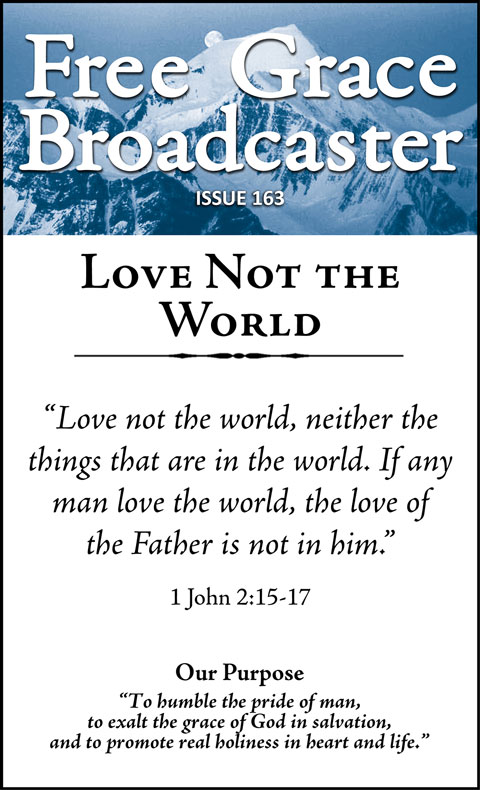 Free Grace
Broadcaster
ISSUE 163
LOVE NOT THE
WORLD
“Love not the world, neither the
things that are in the world. If any
man love the world, the love of
the Father is not in him.”
1 John 2:15-17
Our Purpose
“To humble the pride of man,
to exalt the grace of God in salvation,
and to promote real holiness in heart and life.”